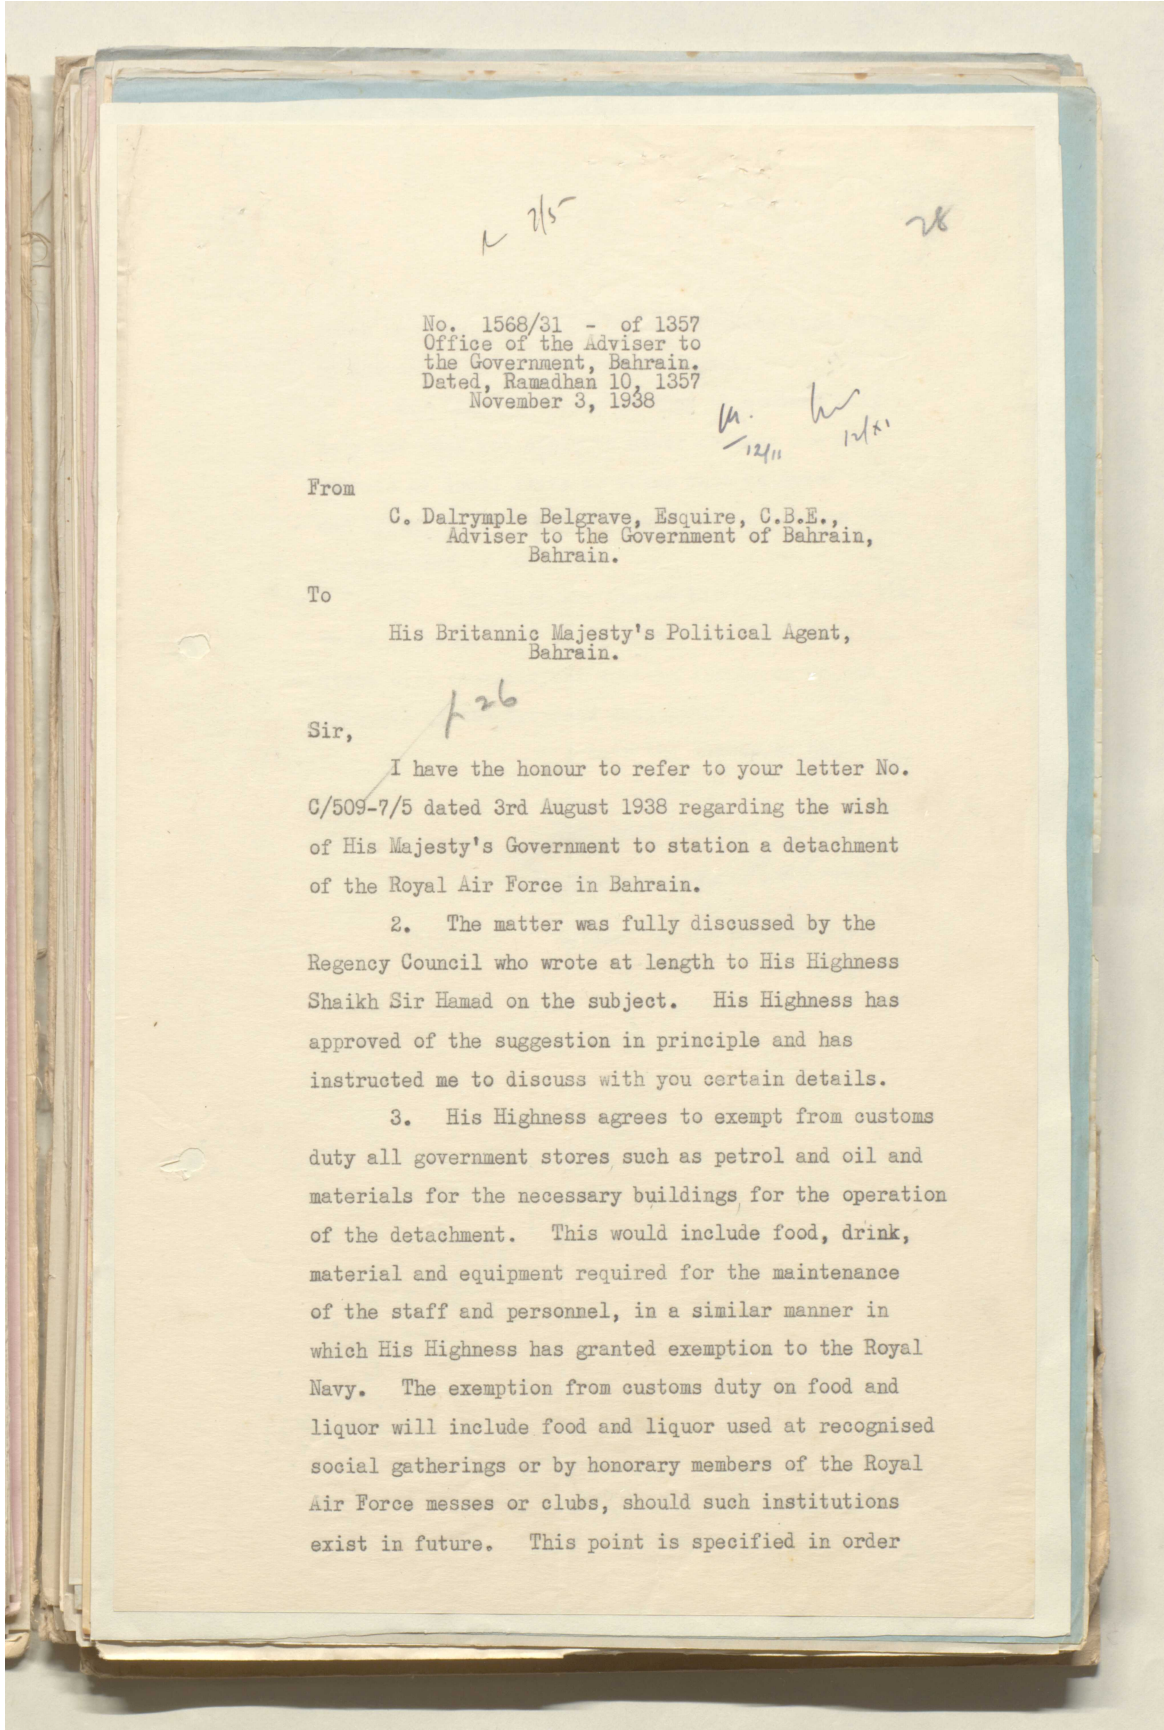 7/5
28
No. 1568/31 - of 1357
Office of the Adviser to
the Government, Bahrain.
Dated, Ramadhan 10, 1357
November 3, 1938
12/11
12/XI
From
C. Dalrymple Belgrave, Esquire, C.B.E.,
Adviser to the Government of Bahrain,
Bahrain.
To
His Britannic Majesty's Political Agent,
Bahrain.
p 26
Sir,
I have the honour to refer to your letter No.
C/509-7/5 dated 3rd August 1938 regarding the wish
of His Majesty's Government to station a detachment
of the Royal Air Force in Bahrain.
2. The matter was fully discussed by the
Regency Council who wrote at length to His Highness
Shaikh Sir Hamad on the subject. His Highness has
approved of the suggestion in principle and has
instructed me to discuss with you certain details.
3. His Highness agrees to exempt from customs
duty all government stores, such as petrol and oil and
materials for the necessary buildings, for the operation
of the detachment. This would include food, drink,
material and equipment required for the maintenance
of the staff and personnel, in a similar manner in
which His Highness has granted exemption to the Royal
Navy. The exemption from customs duty on food and
liquor will include food and liquor used at recognised
social gatherings or by honorary members of the Royal
Air Force messes or clubs, should such institutions
exist in future. This point is specified in order